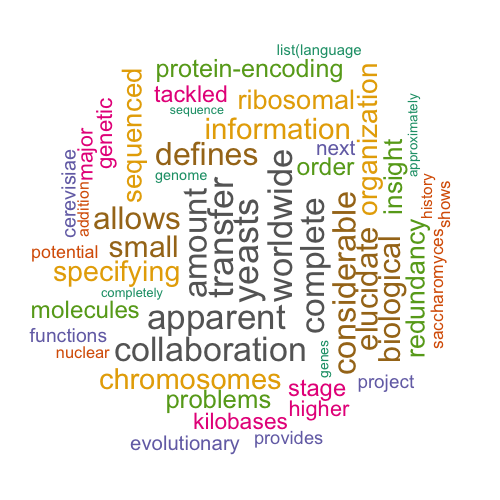 list(language
protein-encoding
tackled
sequence
ribosomal
information
sequenced
organization
approximately
genetic
major
cerevisiae
addition
defines
genome
next
order
insight
history
shows
allows
small
potential
specifying
completely
molecules
functions
nuclear
amount
transfer
yeasts
worldwide
complete
considerable
elucidate
biological
redundancy
saccharomyces
apparent
collaboration
chromosomes
problems
genes
stage
project
higher
kilobases
evolutionary
provides